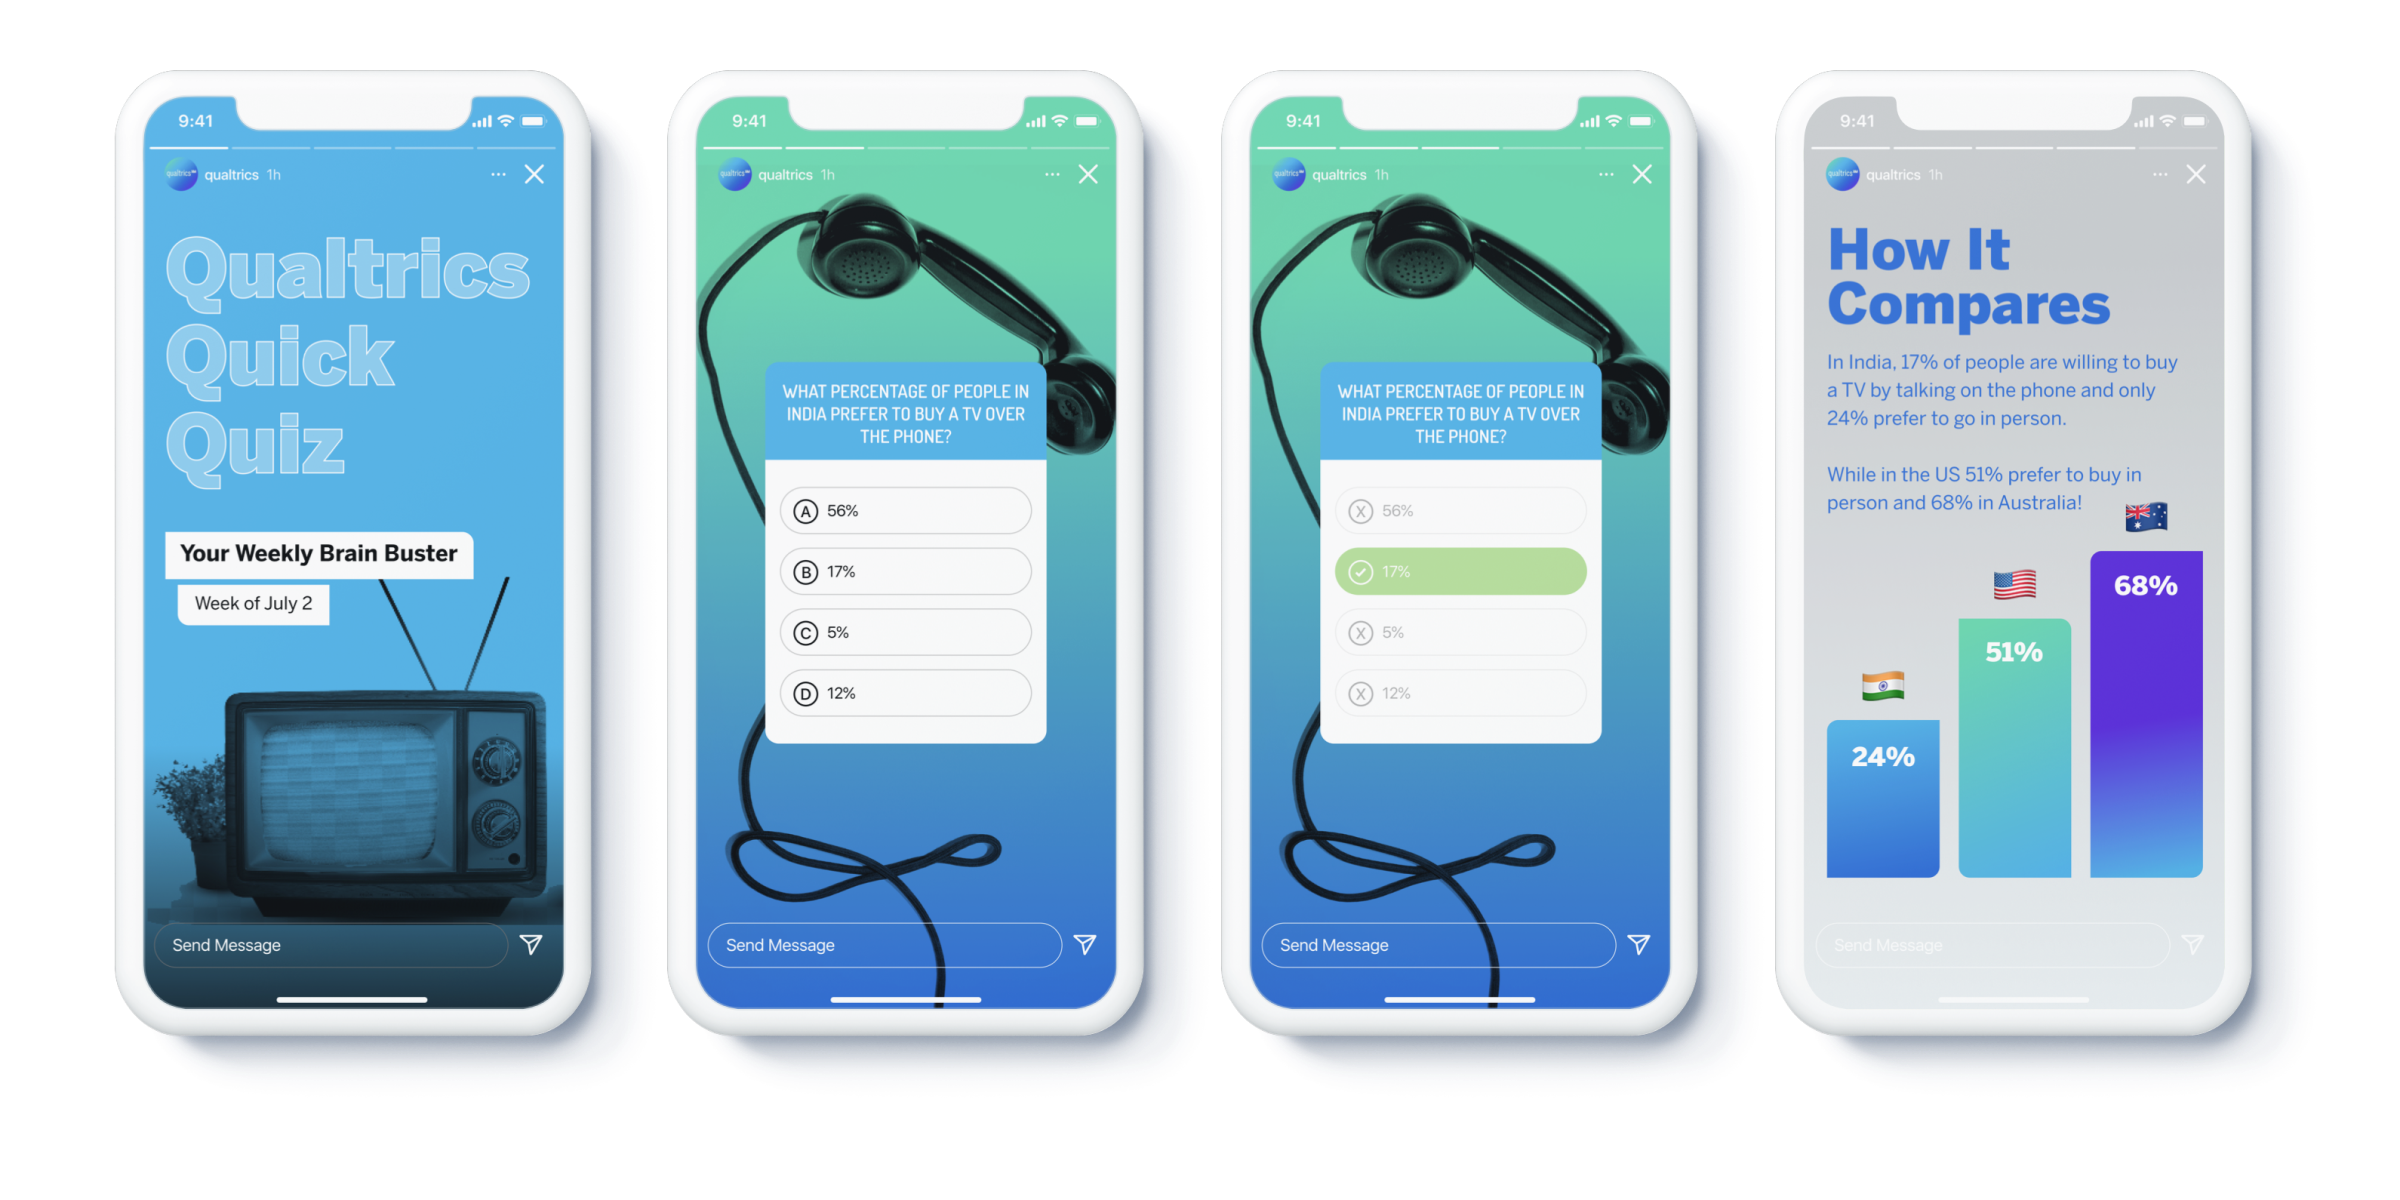 9:41
qualtrics
qualtrics 1h
Qualtrics
Quick
Quiz
Your Weekly Brain Buster
Week of July 2
Send Message
9:41
qualtrics
qualtrics 1h
WHAT PERCENTAGE OF PEOPLE IN
INDIA PREFER TO BUY A TV OVER
THE PHONE?
A 56%
B 17%
C 5%
D 12%
Send Message
9:41
qualtrics
qualtrics 1h
WHAT PERCENTAGE OF PEOPLE IN
INDIA PREFER TO BUY A TV OVER
THE PHONE?
X 56%
17%
X 5%
X 12%
Send Message
9:41
qualtrics
qualtrics 1h
How It
Compares
In India, 17% of people are willing to buy
a TV by talking on the phone and only
24% prefer to go in person.
While in the US 51% prefer to buy in
person and 68% in Australia!
68%
51%
24%
Send Message